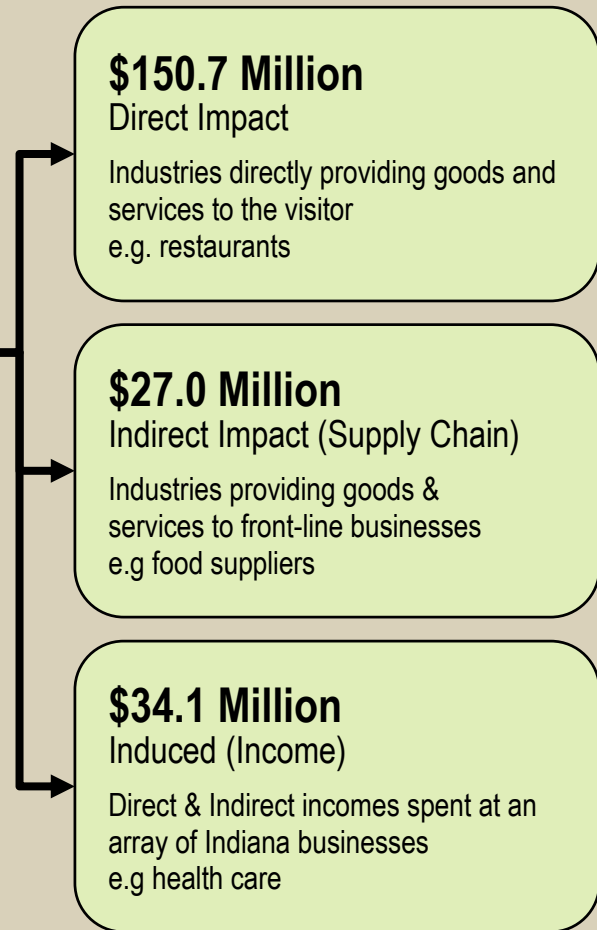 $150.7 Million
Direct Impact
Industries directly providing goods and
services to the visitor
e.g. restaurants
$27.0 Million
Indirect Impact (Supply Chain)
Industries providing goods &
services to front-line businesses
e.g food suppliers
$34.1 Million
Induced (Income)
Direct & Indirect incomes spent at an
array of Indiana businesses
e.g health care